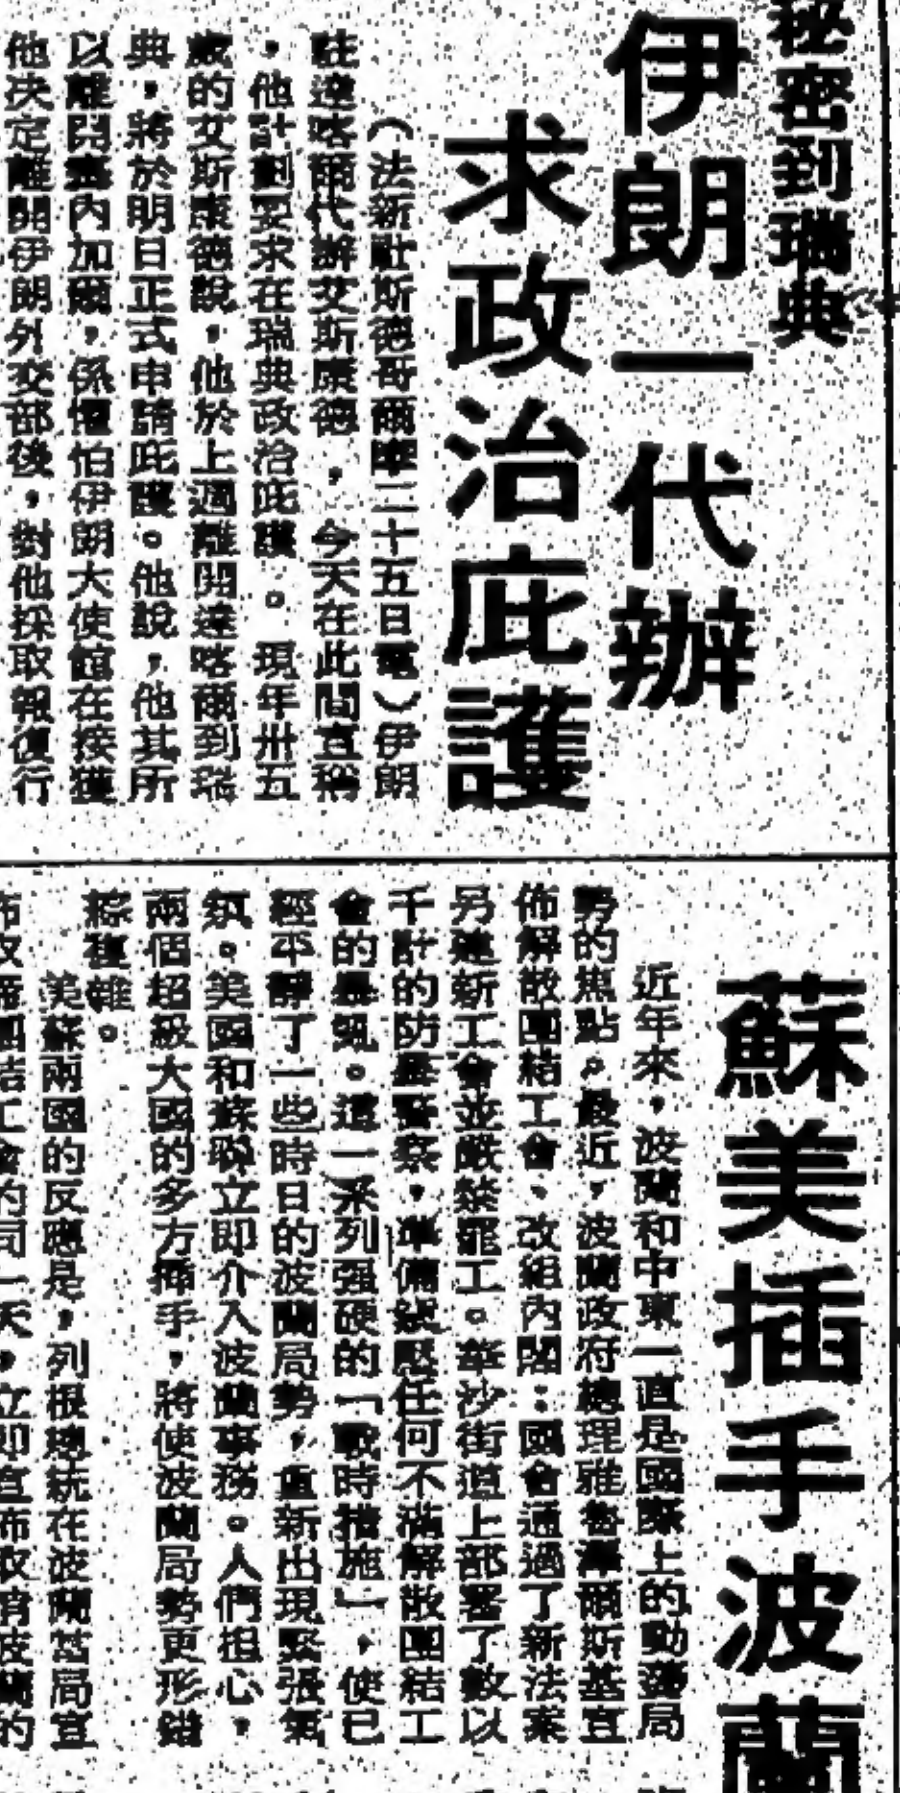 秘密到瑞典
伊朗一代辦
求政治庇護
（法新社斯德哥爾摩二十五日電）伊朗
駐達喀爾代辦艾斯康德，今天在此間宣稱
，他計劃要求在瑞典政治庇護。現年卅五
歲的艾斯康德說，他於上週離開達喀爾到瑞
典，將於明日正式申請庇護。他說，他其所
以離開塞內加爾，係懼怕伊朗大使館在接獲
他決定離開伊朗外交部後，對他採取報復行
蘇美插手波蘭
近年來，波蘭和中東一直是國際上的動盪局
勢的焦點。最近，波蘭政府總理雅魯澤爾斯基宣
佈解散團結工會、改組內閣：國會通過了新法案
另建新工會並嚴禁罷工。華沙街道上部署了數以
千計的防暴警察，準備鎮壓任何不滿解散團結工
會的暴亂。這一系列强硬的「戰時措施」，使已
經平靜了一些時日的波蘭局勢，重新出現緊張氣
氛。美國和蘇聯立即介入波蘭事務。人們担心，
兩個超級大國的多方揷手，將使波蘭局勢更形錯
綜複雜。
美蘇兩國的反應是，列根總統在波蘭當局宣
佈取締團結工會的同一天，立即宣布取消波蘭的